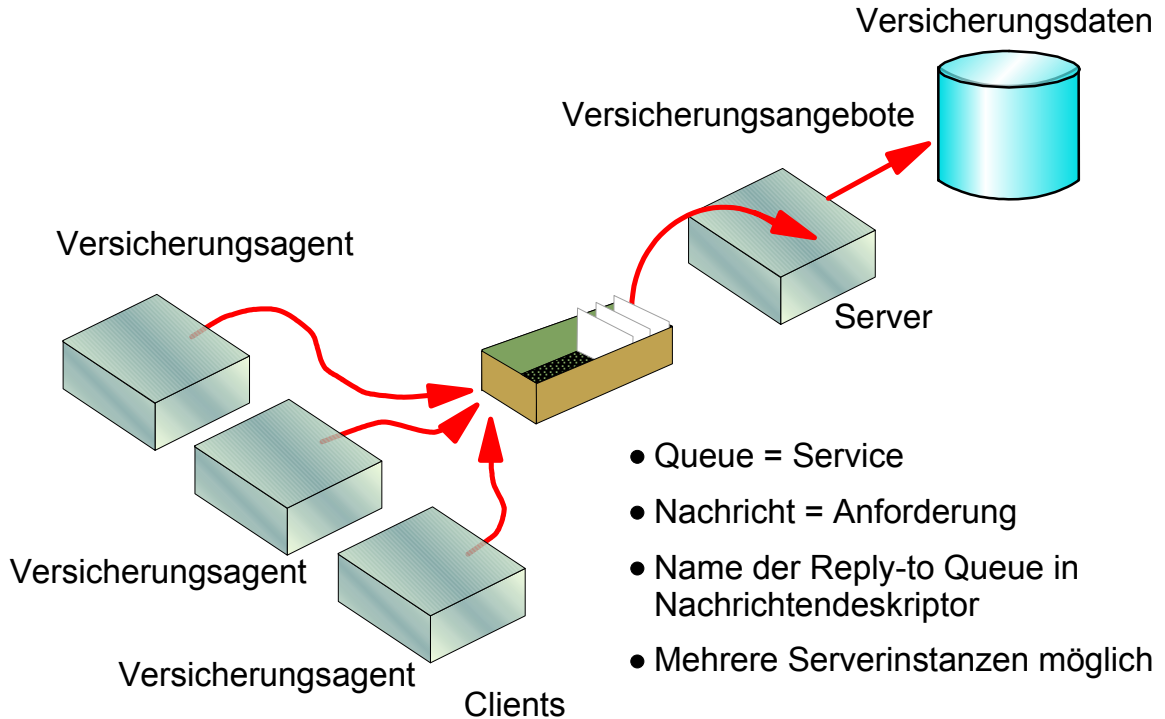 Versicherungsdaten
Versicherungsangebote
Versicherungsagent
Server
● Queue = Service
● Nachricht = Anforderung
Versicherungsagent
● Name der Reply-to Queue in
Nachrichtendeskriptor
● Mehrere Serverinstanzen möglich
Versicherungsagent
Clients